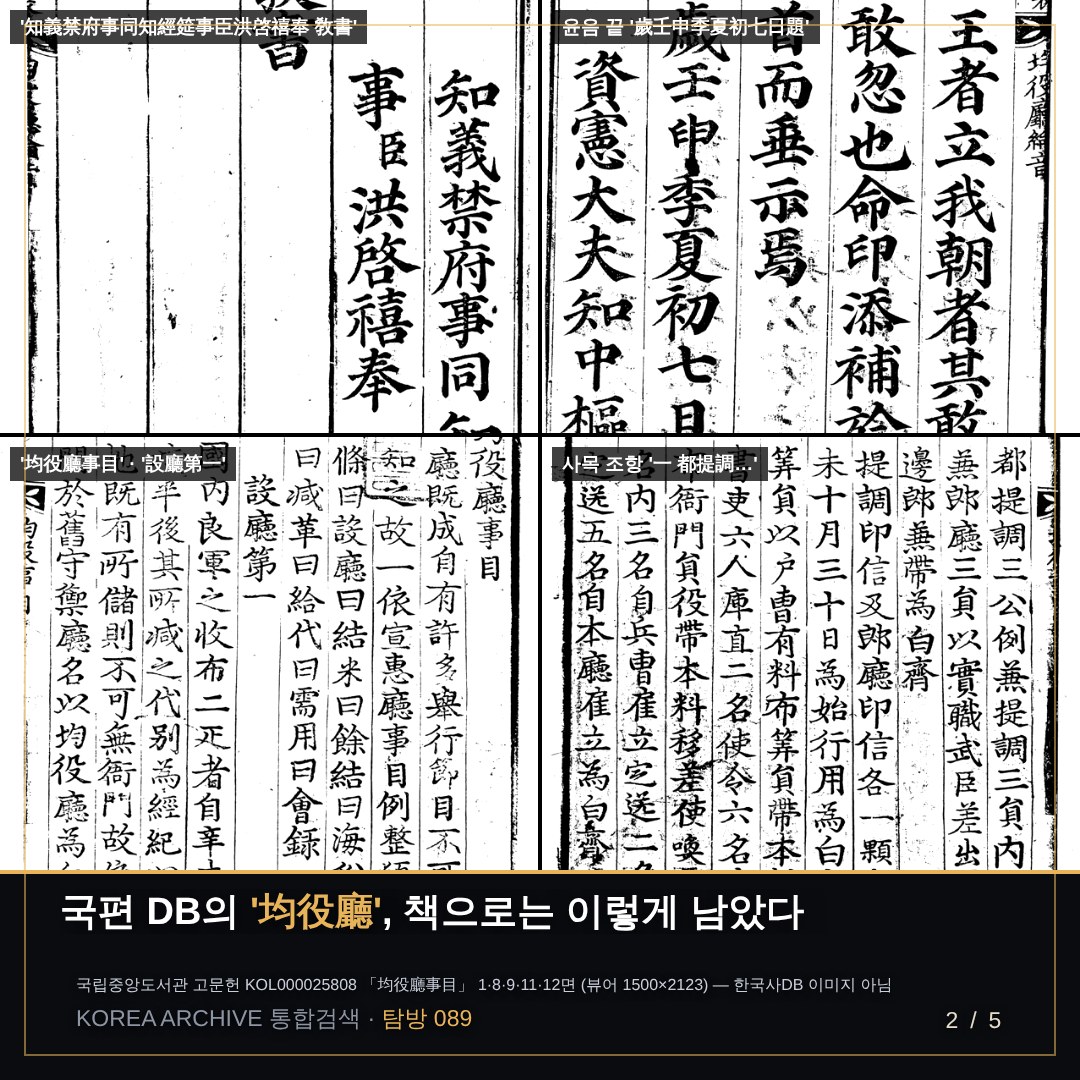 '知義禁府事同知經筵事臣洪啓禧奉 敎書'
知義禁府事同知
事臣洪啓禧奉
윤음 끝 '歲壬申季夏初七日題'
均役廳綸音
王者立我朝者其敢
敢忽也命印添補於
首而垂示焉
歲壬申季夏初七日
資憲大夫知中樞
'均役廳事目'·'設廳第一'
役廳事目
廳既成自有許多擧行節目不可
知之故一依宣惠廳事目例整頓
條曰設廳曰結米曰餘結曰海
曰减革曰給代曰需用曰會録
設廳第一
國內良軍之收布二疋者自辛
半後其所减之代別為經紀
既有所儲則不可無衙門故
於舊守禦廳名以均役廳為
사목 조항 '一 都提調…'
都提調三公例兼提調三員內
兼郎廳三員以實職武臣差出
邊郎兼帶為白齊
提調印信及郎廳印信各一顆
未十月三十日為始行用為白
筭員以户曺有料布筭員帶本
書吏六人庫直二名使令六名
衙門員役帶本料移差使喚
名內三名自兵曺雇立定送二名
送五名自本廳雇立為白齊
국편 DB의 '均役廳', 책으로는 이렇게 남았다
국립중앙도서관 고문헌 KOL000025808 「均役廳事目」 1·8·9·11·12면 (뷰어 1500×2123) — 한국사DB 이미지 아님
KOREA ARCHIVE 통합검색 · 탐방 089
2 / 5